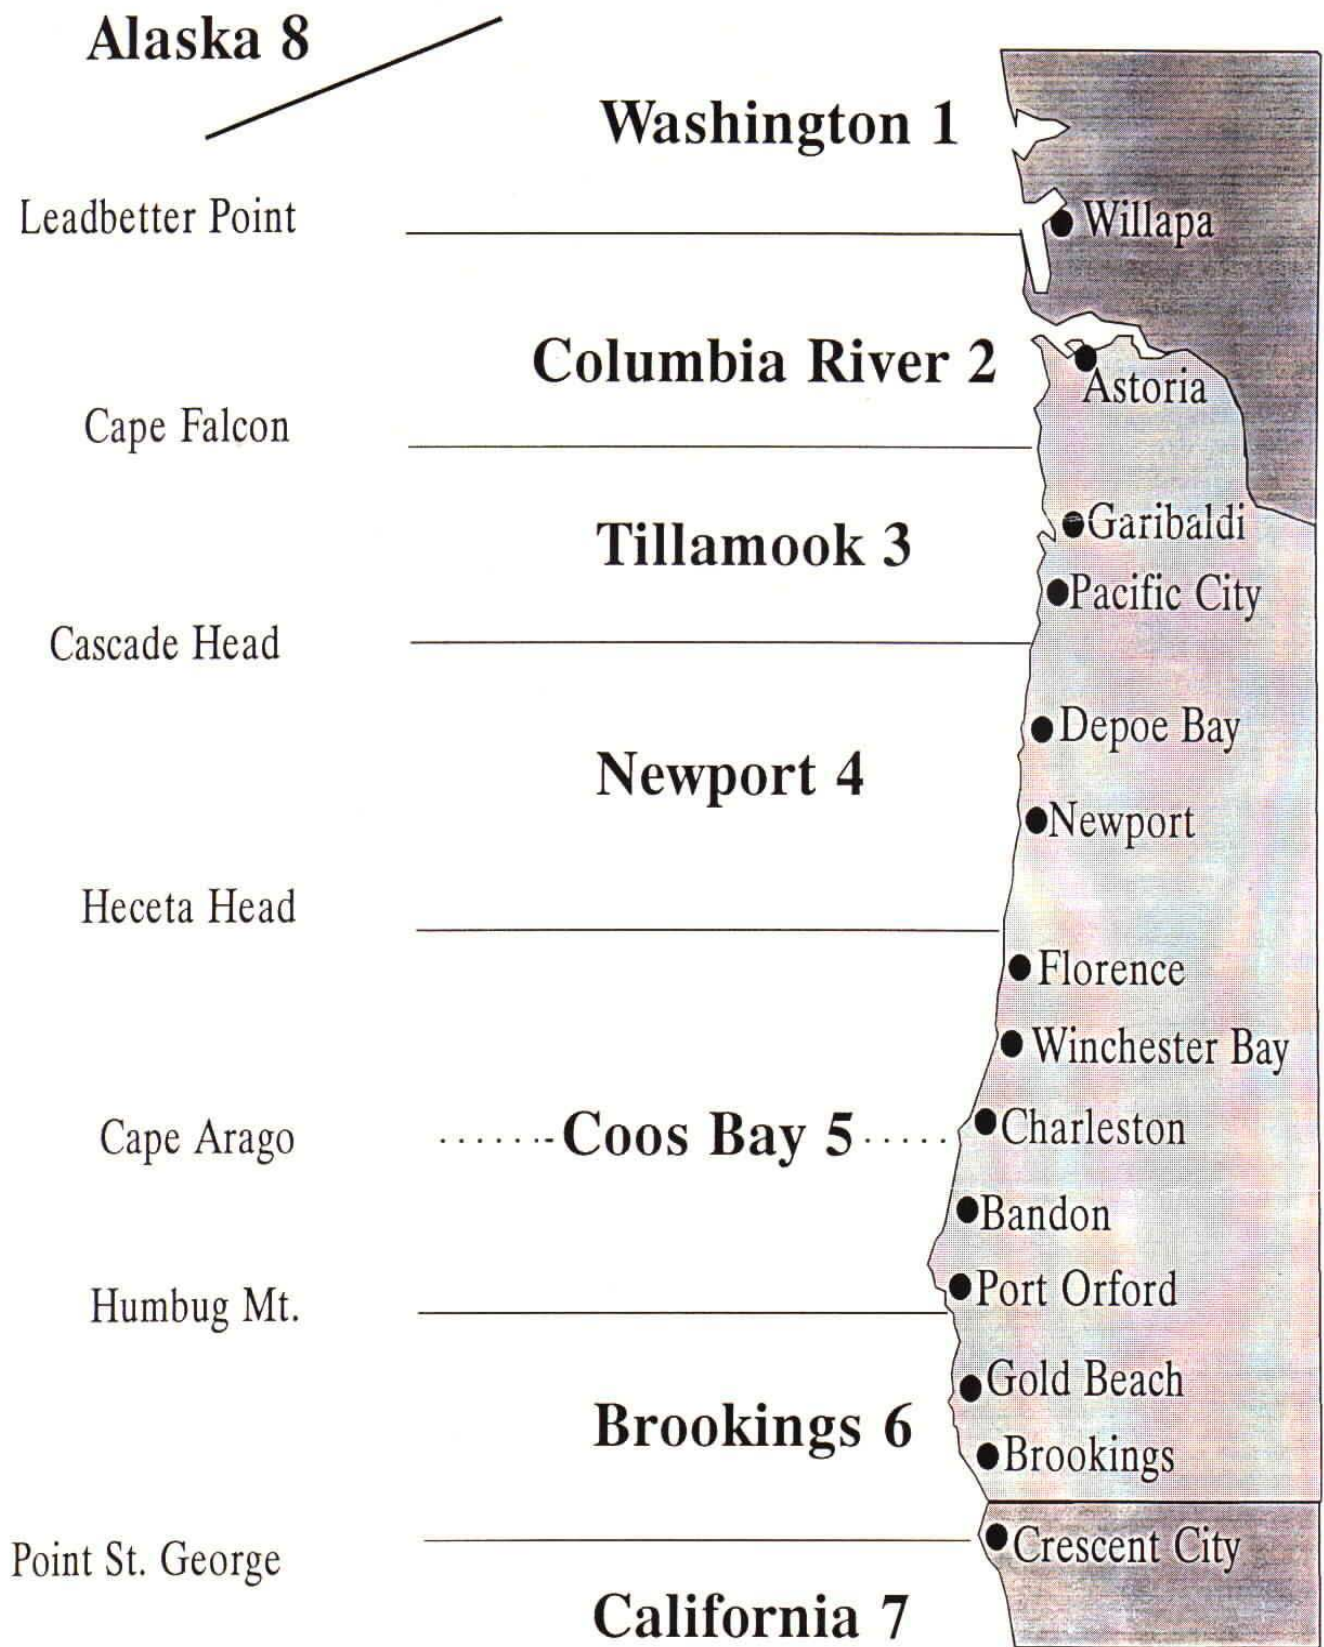 Alaska 8
Washington 1
Leadbetter Point
Willapa
Columbia River 2
Astoria
Cape Falcon
Garibaldi
Tillamook 3
Pacific City
Cascade Head
Depoe Bay
Newport 4
Newport
Heceta Head
Florence
Winchester Bay
Cape Arago
Coos Bay 5
Charleston
Bandon
Port Orford
Humbug Mt.
Gold Beach
Brookings 6
Brookings
Crescent City
Point St. George
California 7